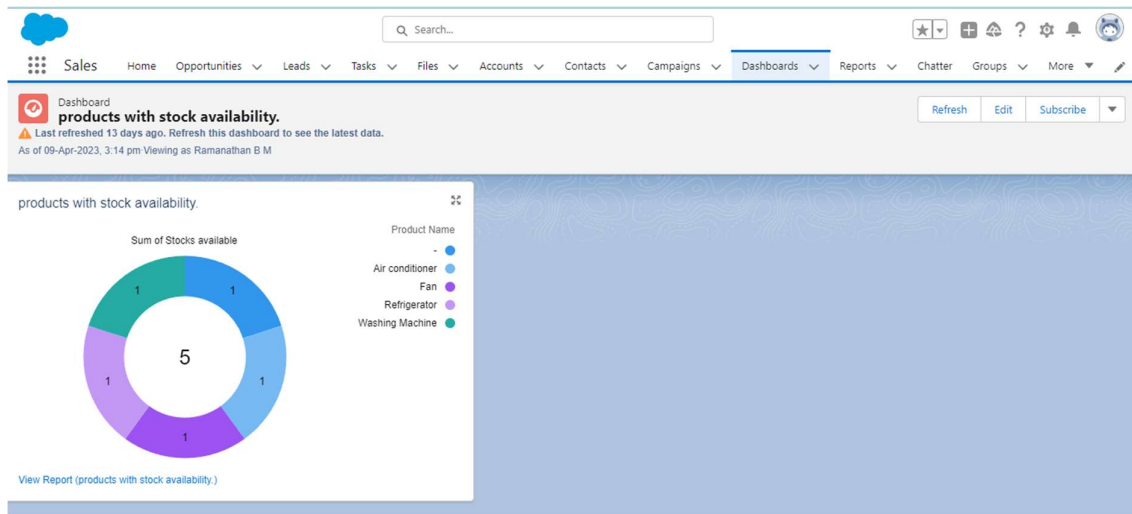 Search...
Sales Home Opportunities Leads Tasks Files Accounts Contacts Campaigns Dashboards Reports Chatter Groups More
Dashboard
products with stock availability.
Last refreshed 13 days ago. Refresh this dashboard to see the latest data.
As of 09-Apr-2023, 3:14 pm·Viewing as Ramanathan B M
Refresh Edit Subscribe
products with stock availability.
Sum of Stocks available
Product Name
-
Air conditioner
Fan
Refrigerator
Washing Machine
1 1
5
1 1
1
View Report (products with stock availability.)